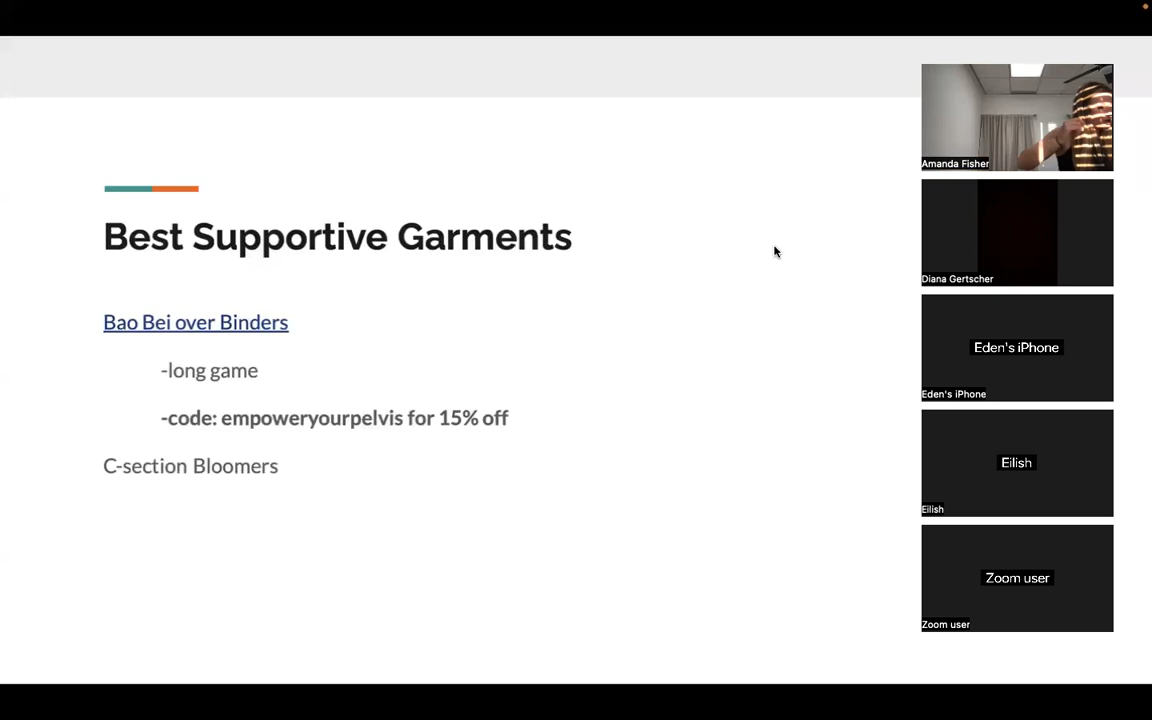 Best Supportive Garments
Bao Bei over Binders
-long game
-code: empoweryourpelvis for 15% off
C-section Bloomers
Amanda Fisher
Diana Gertscher
Eden's iPhone
Eden's iPhone
Eilish
Eilish
Zoom user
Zoom user